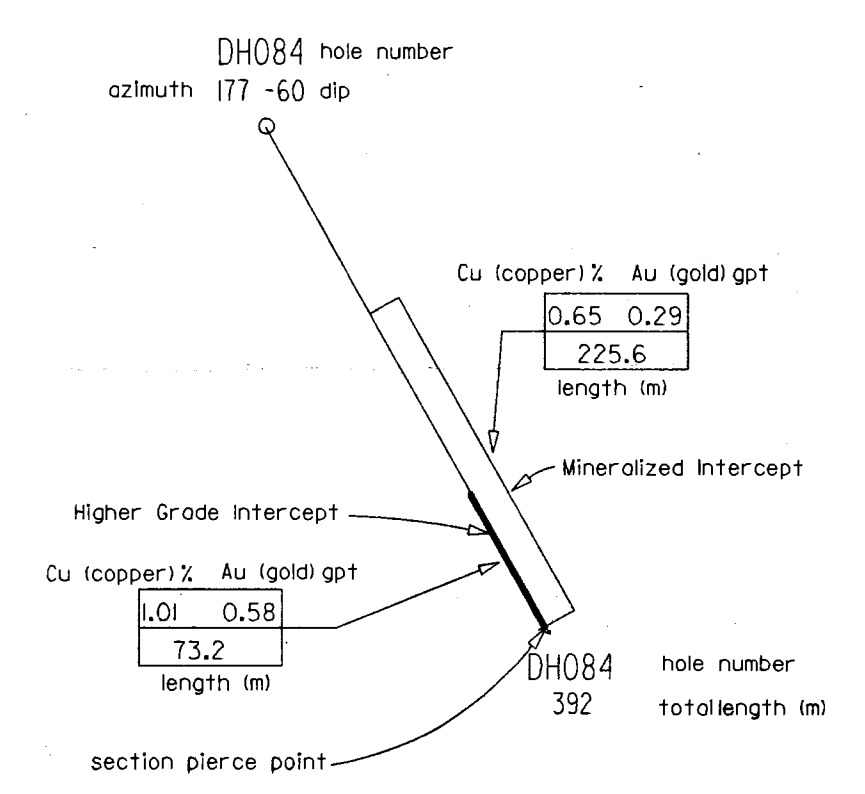 DH084 hole number
azimuth 177 -60 dip
Cu (copper) % Au (gold) gpt
0.65 0.29
225.6
length (m)
Mineralized Intercept
Higher Grade Intercept
Cu (copper) % Au (gold) gpt
1.01 0.58
73.2
length (m)
DH084 hole number
392 total length (m)
section pierce point